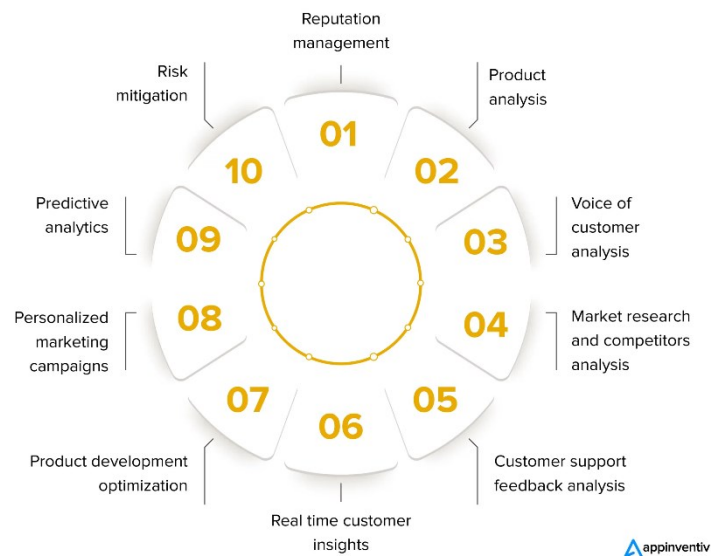 Reputation
management
01
Product
analysis
02
Voice of
customer
analysis
03
Market research
and competitors
analysis
04
Customer support
feedback analysis
05
Real time customer
insights
06
Product development
optimization
07
Personalized
marketing
campaigns
08
Predictive
analytics
09
Risk
mitigation
10
appinventiv